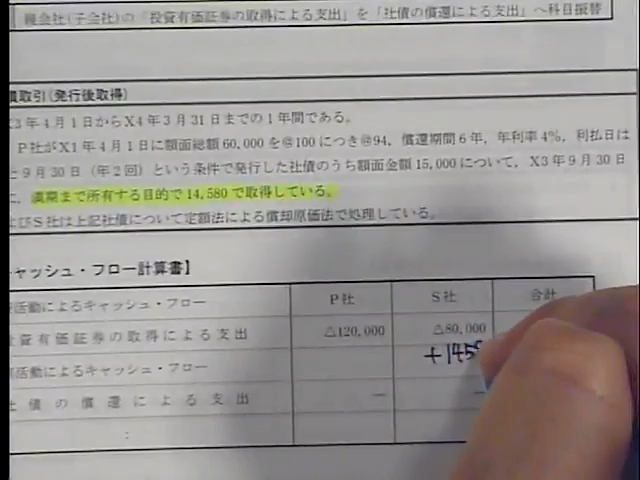 親会社(子会社)の「投資有価証券の取得による支出」を「社債の償還による支出」へ科目振替
取引(発行後取得)
3年4月1日からX4年3月31日までの1年間である。
P社がX1年4月1日に額面総額60,000を@100につき@94,償還期間6年,年利率4%,利払日は
9月30日(年2回)という条件で発行した社債のうち額面金額15,000について,X3年9月30日
満期まで所有する目的で14,580で取得している。
よびS社は上記社債について定額法による償却原価法で処理している。
キャッシュ・フロー計算書】
P社 S社 合計
活動によるキャッシュ・フロー
資有価証券の取得による支出 △120,000 △80,000
+145
活動によるキャッシュ・フロー
社債の償還による支出 — —
: